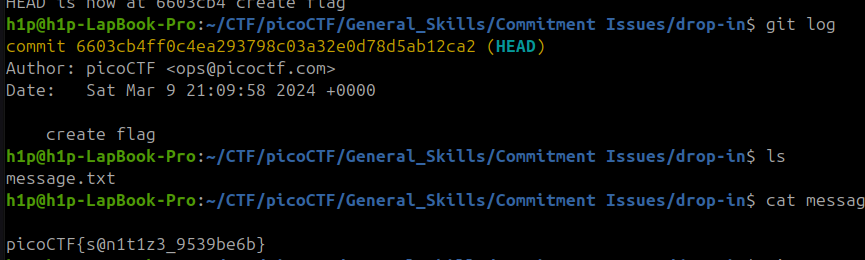 HEAD is now at 6603cb4 create flag
h1p@h1p-LapBook-Pro:~/CTF/picoCTF/General_Skills/Commitment Issues/drop-in$ git log
commit 6603cb4ff0c4ea293798c03a32e0d78d5ab12ca2 (HEAD)
Author: picoCTF <ops@picoctf.com>
Date:   Sat Mar 9 21:09:58 2024 +0000
    create flag
h1p@h1p-LapBook-Pro:~/CTF/picoCTF/General_Skills/Commitment Issues/drop-in$ ls
message.txt
h1p@h1p-LapBook-Pro:~/CTF/picoCTF/General_Skills/Commitment Issues/drop-in$ cat messag
picoCTF{s@n1t1z3_9539be6b}